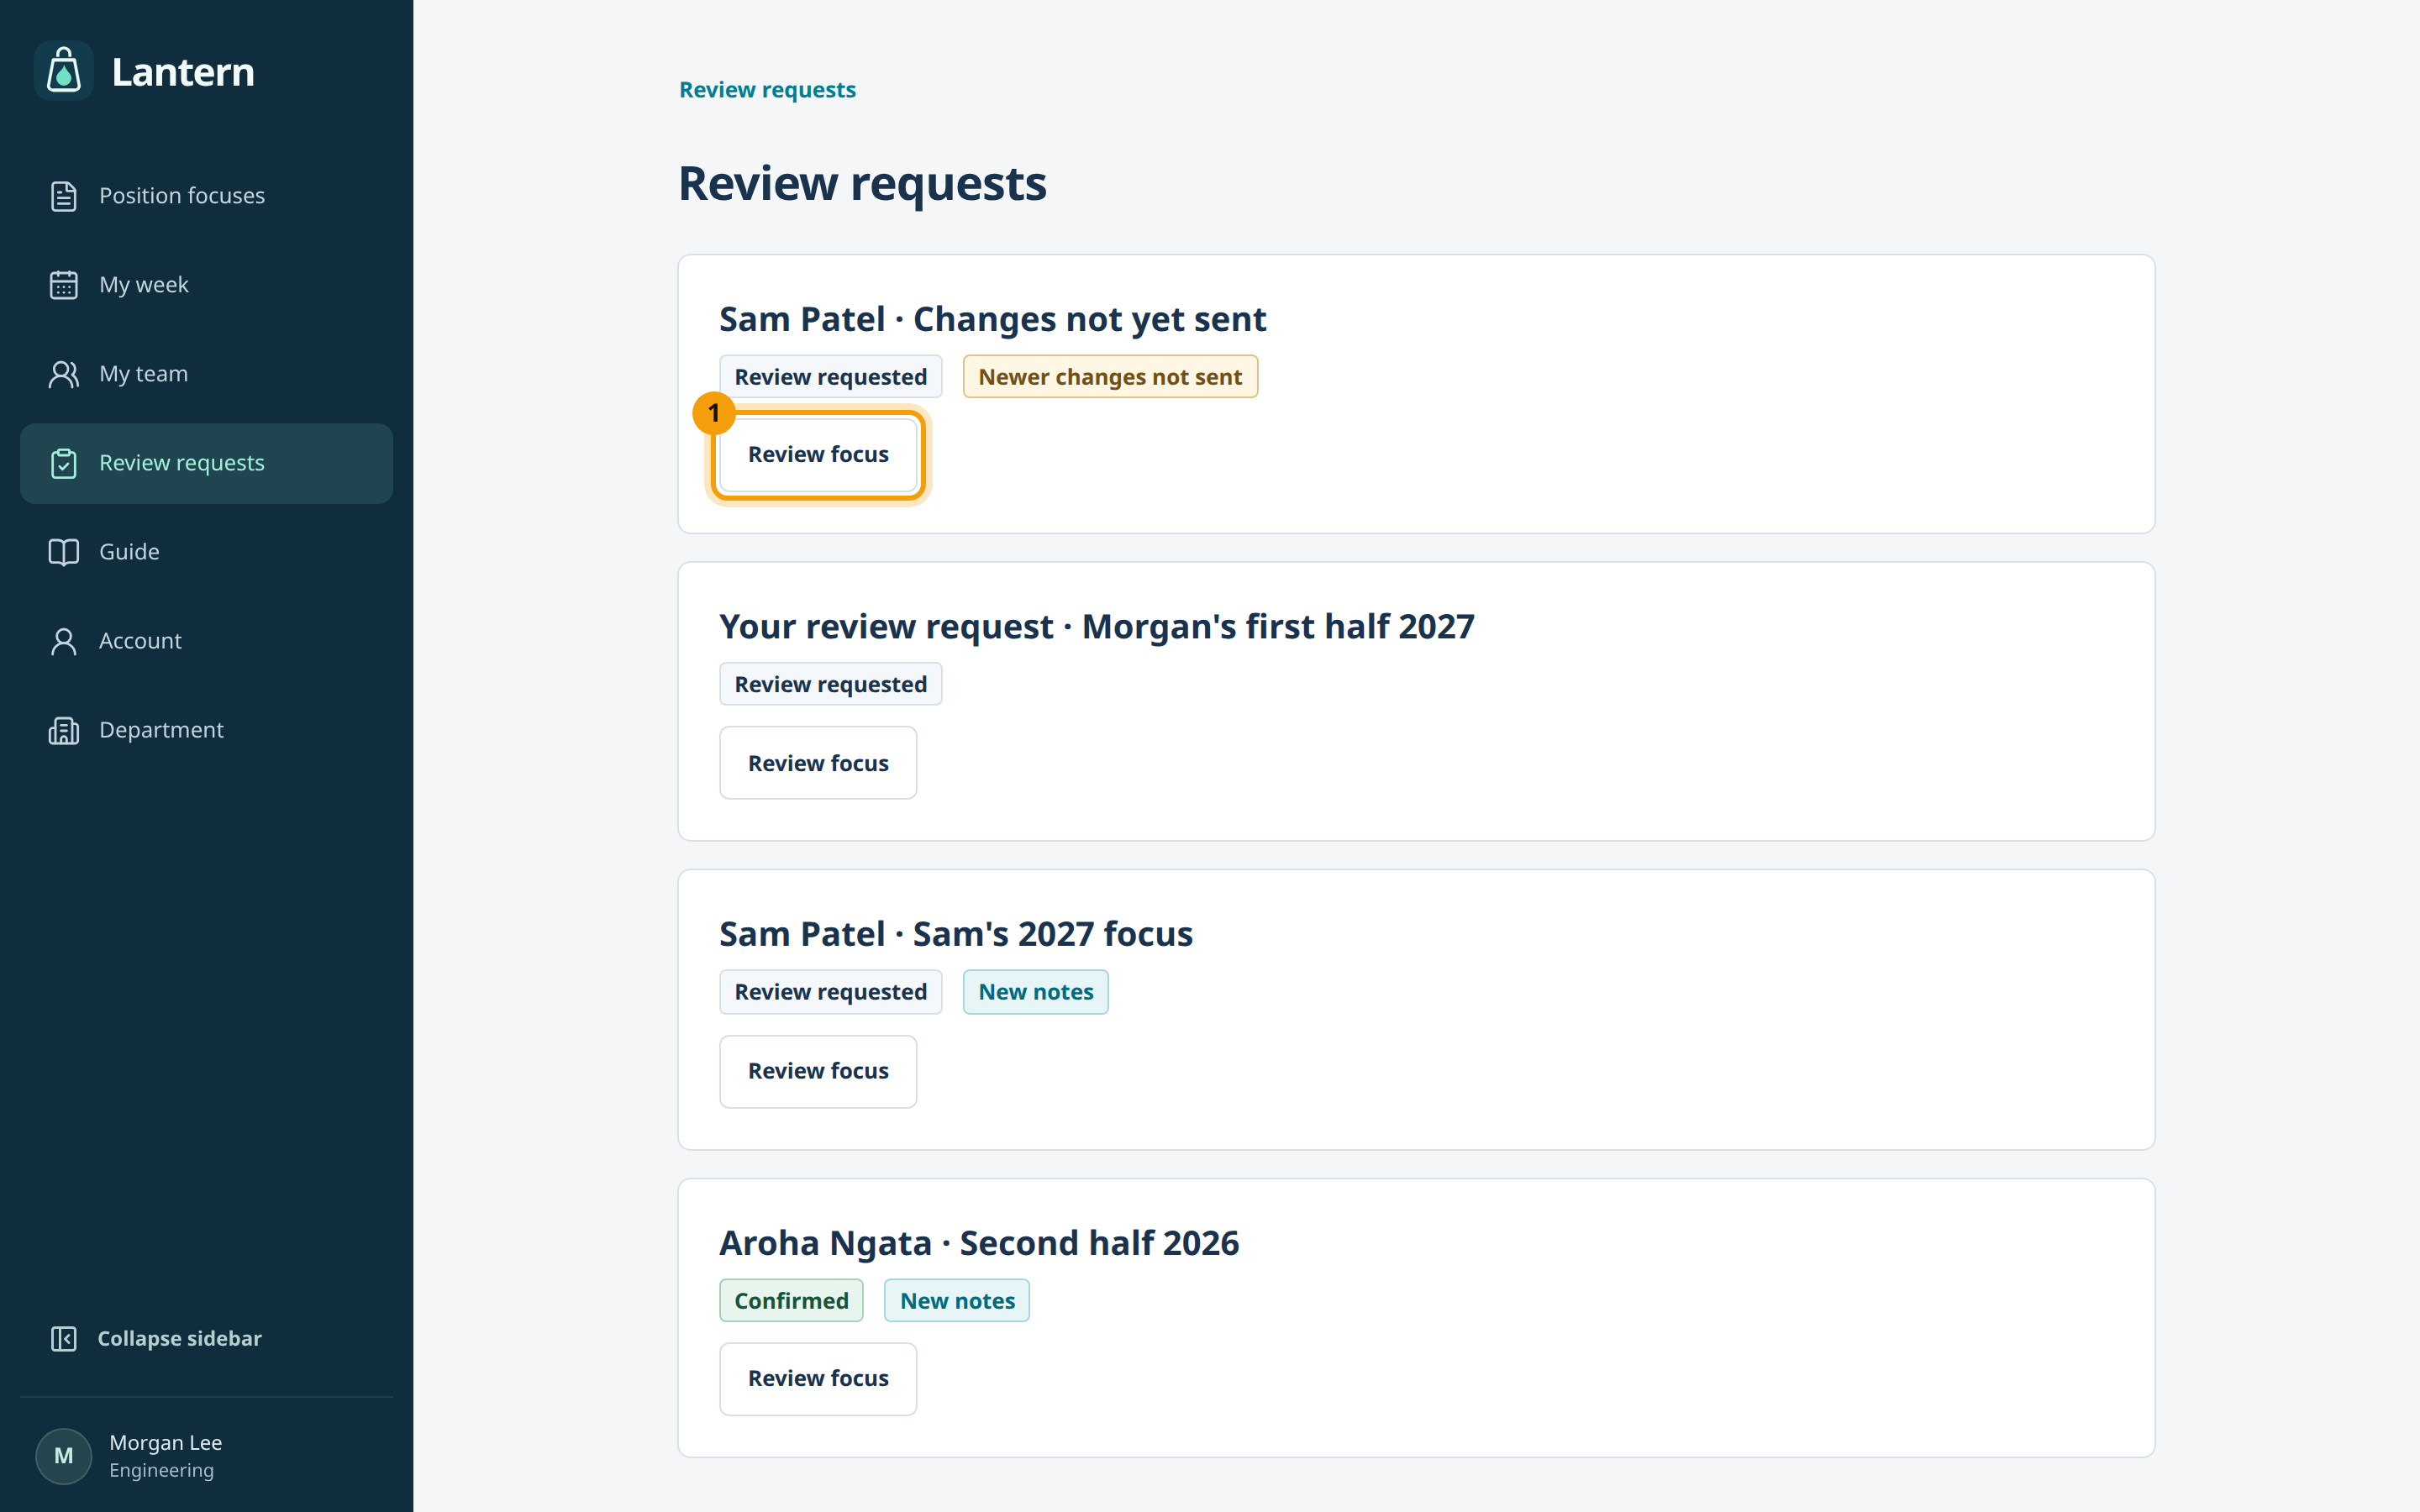 Lantern
Position focuses
My week
My team
Review requests
Guide
Account
Department
Collapse sidebar
M
Morgan Lee
Engineering
Review requests
Review requests
Sam Patel · Changes not yet sent
Review requested
Newer changes not sent
1
Review focus
Your review request · Morgan's first half 2027
Review requested
Review focus
Sam Patel · Sam's 2027 focus
Review requested
New notes
Review focus
Aroha Ngata · Second half 2026
Confirmed
New notes
Review focus